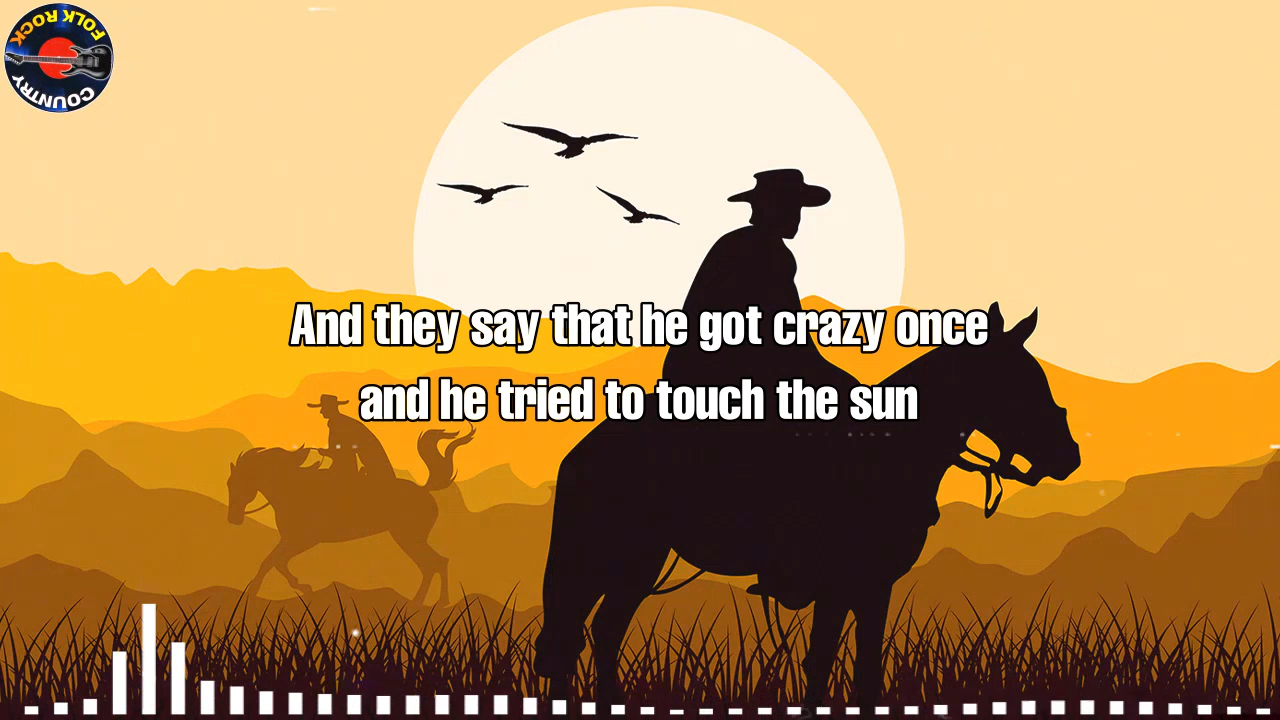 FOLK ROCK
COUNTRY
And they say that he got crazy once
and he tried to touch the sun